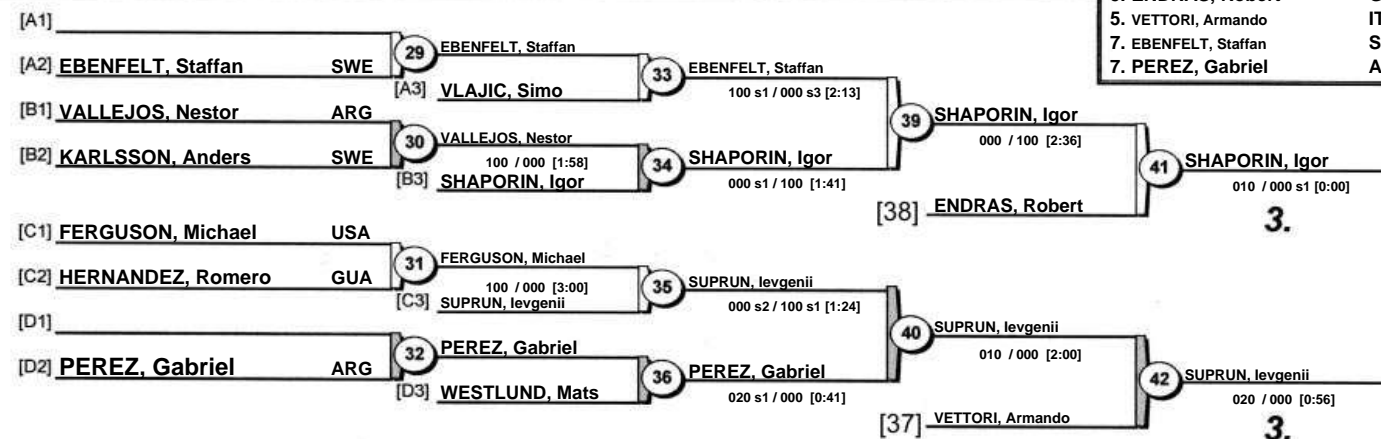 5. VETTORI, Armando
7. EBENFELT, Staffan
7. PEREZ, Gabriel
[A1]
[A2] EBENFELT, Staffan SWE
29 EBENFELT, Staffan
[A3] VLAJIC, Simo
33 EBENFELT, Staffan
100 s1 / 000 s3 [2:13]
[B1] VALLEJOS, Nestor ARG
[B2] KARLSSON, Anders SWE
30 VALLEJOS, Nestor
100 / 000 [1:58]
[B3] SHAPORIN, Igor
34 SHAPORIN, Igor
000 s1 / 100 [1:41]
39 SHAPORIN, Igor
000 / 100 [2:36]
[38] ENDRAS, Robert
41 SHAPORIN, Igor
010 / 000 s1 [0:00]
3.
[C1] FERGUSON, Michael USA
[C2] HERNANDEZ, Romero GUA
31 FERGUSON, Michael
100 / 000 [3:00]
[C3] SUPRUN, Ievgenii
35 SUPRUN, Ievgenii
000 s2 / 100 s1 [1:24]
[D1]
[D2] PEREZ, Gabriel ARG
32 PEREZ, Gabriel
[D3] WESTLUND, Mats
36 PEREZ, Gabriel
020 s1 / 000 [0:41]
40 SUPRUN, Ievgenii
010 / 000 [2:00]
[37] VETTORI, Armando
42 SUPRUN, Ievgenii
020 / 000 [0:56]
3.